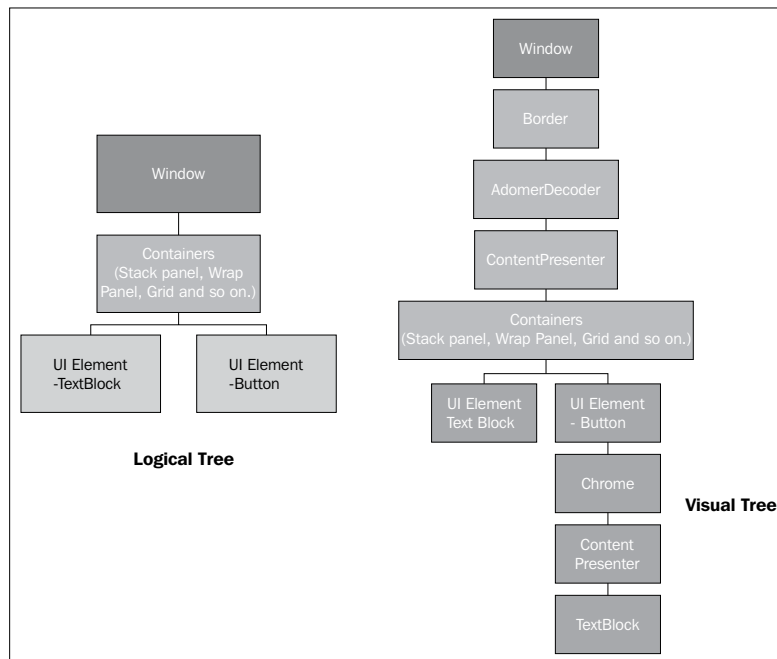 Window
Containers
(Stack panel, Wrap
Panel, Grid and so on.)
UI Element
-TextBlock
UI Element
-Button
Logical Tree
Window
Border
AdomerDecoder
ContentPresenter
Containers
(Stack panel, Wrap Panel, Grid and so on.)
UI Element
Text Block
UI Element
- Button
Chrome
Content
Presenter
TextBlock
Visual Tree